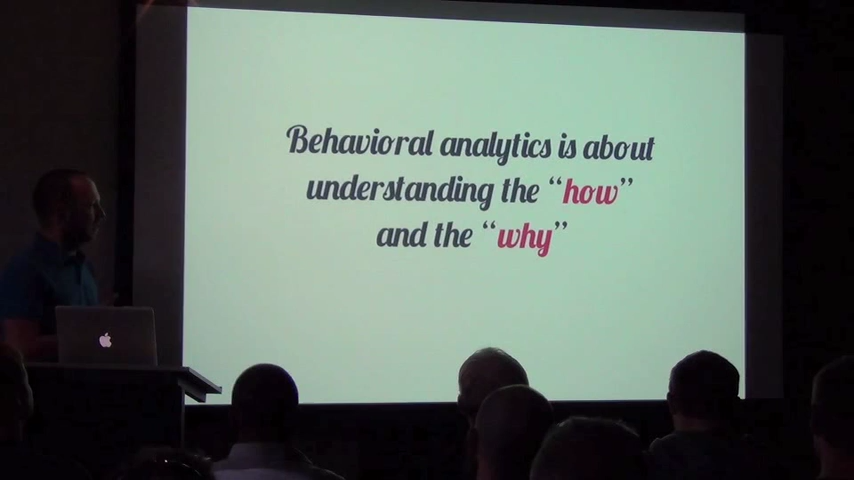 Behavioral analytics is about
understanding the “how”
and the “why”